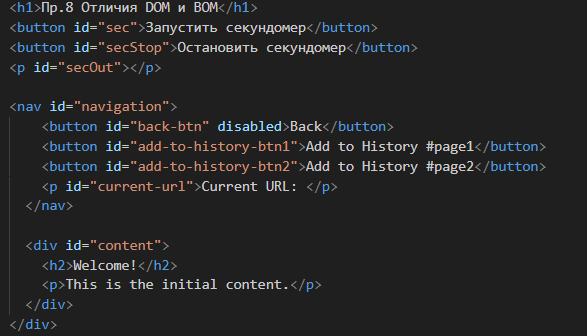 <h1>Пр.8 Отличия DOM и BOM</h1>
<button id="sec">Запустить секундомер</button>
<button id="secStop">Остановить секундомер</button>
<p id="secOut"></p>
<nav id="navigation">
<button id="back-btn" disabled>Back</button>
<button id="add-to-history-btn1">Add to History #page1</button>
<button id="add-to-history-btn2">Add to History #page2</button>
<p id="current-url">Current URL: </p>
</nav>
<div id="content">
<h2>Welcome!</h2>
<p>This is the initial content.</p>
</div>
</div>